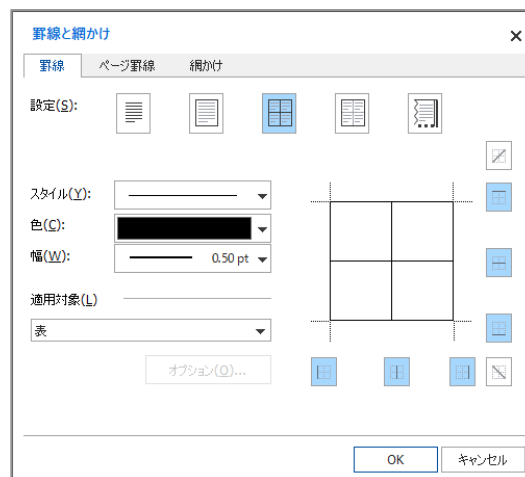 罫線と網かけ
罫線 ページ罫線 網かけ
設定(S):
スタイル(Y):
色(C):
幅(W): 0.50 pt
適用対象(L)
表
オプション(O)...
OK キャンセル